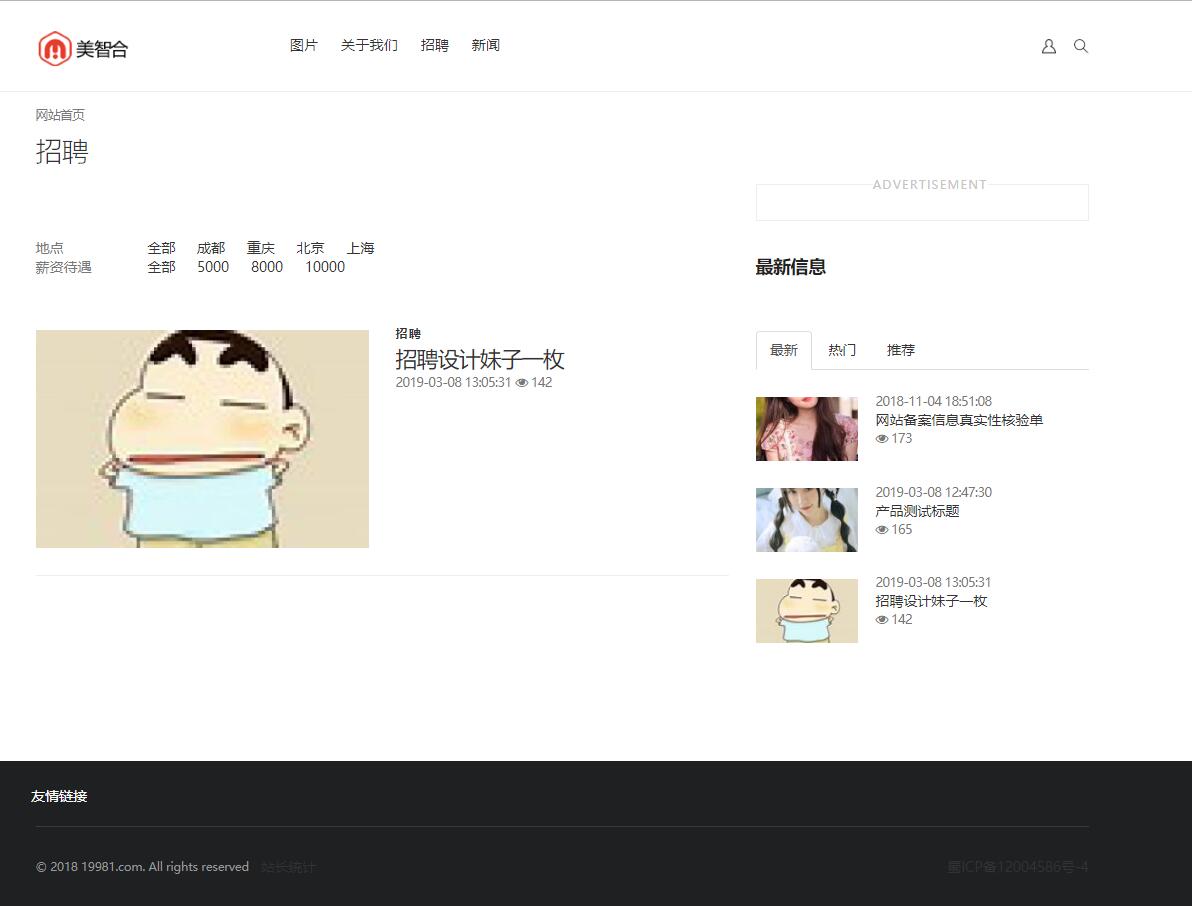 美智合
图片 关于我们 招聘 新闻
网站首页
招聘
地点 全部 成都 重庆 北京 上海
薪资待遇 全部 5000 8000 10000
招聘
招聘设计妹子一枚
2019-03-08 13:05:31 142
ADVERTISEMENT
最新信息
最新 热门 推荐
2018-11-04 18:51:08
网站备案信息真实性核验单
173
2019-03-08 12:47:30
产品测试标题
165
2019-03-08 13:05:31
招聘设计妹子一枚
142
友情链接
© 2018 19981.com. All rights reserved 站长统计
蜀ICP备12004586号-4